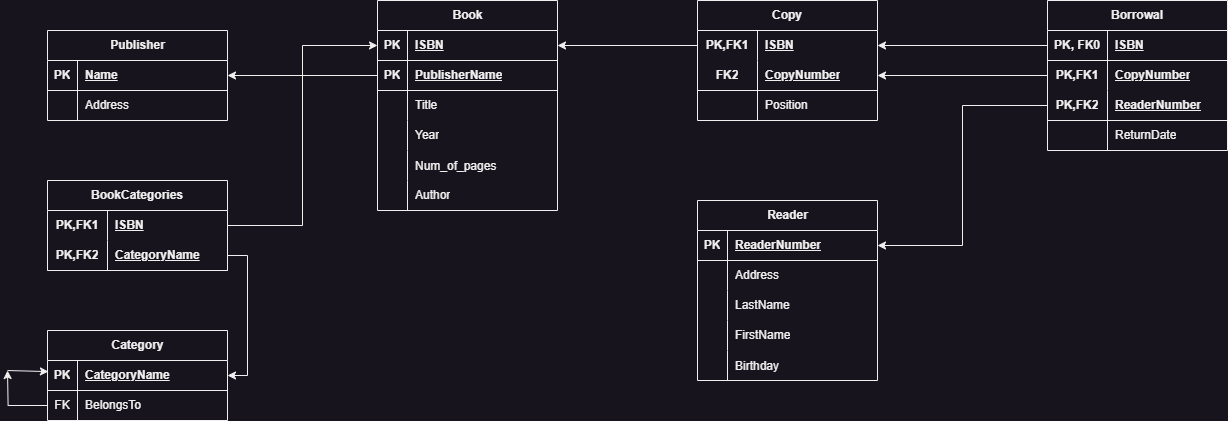 Publisher
PK Name
Address
Book
PK ISBN
PK PublisherName
Title
Year
Num_of_pages
Author
Copy
PK,FK1 ISBN
FK2 CopyNumber
Position
Borrowal
PK, FK0 ISBN
PK,FK1 CopyNumber
PK,FK2 ReaderNumber
ReturnDate
BookCategories
PK,FK1 ISBN
PK,FK2 CategoryName
Reader
PK ReaderNumber
Address
LastName
FirstName
Birthday
Category
PK CategoryName
FK BelongsTo